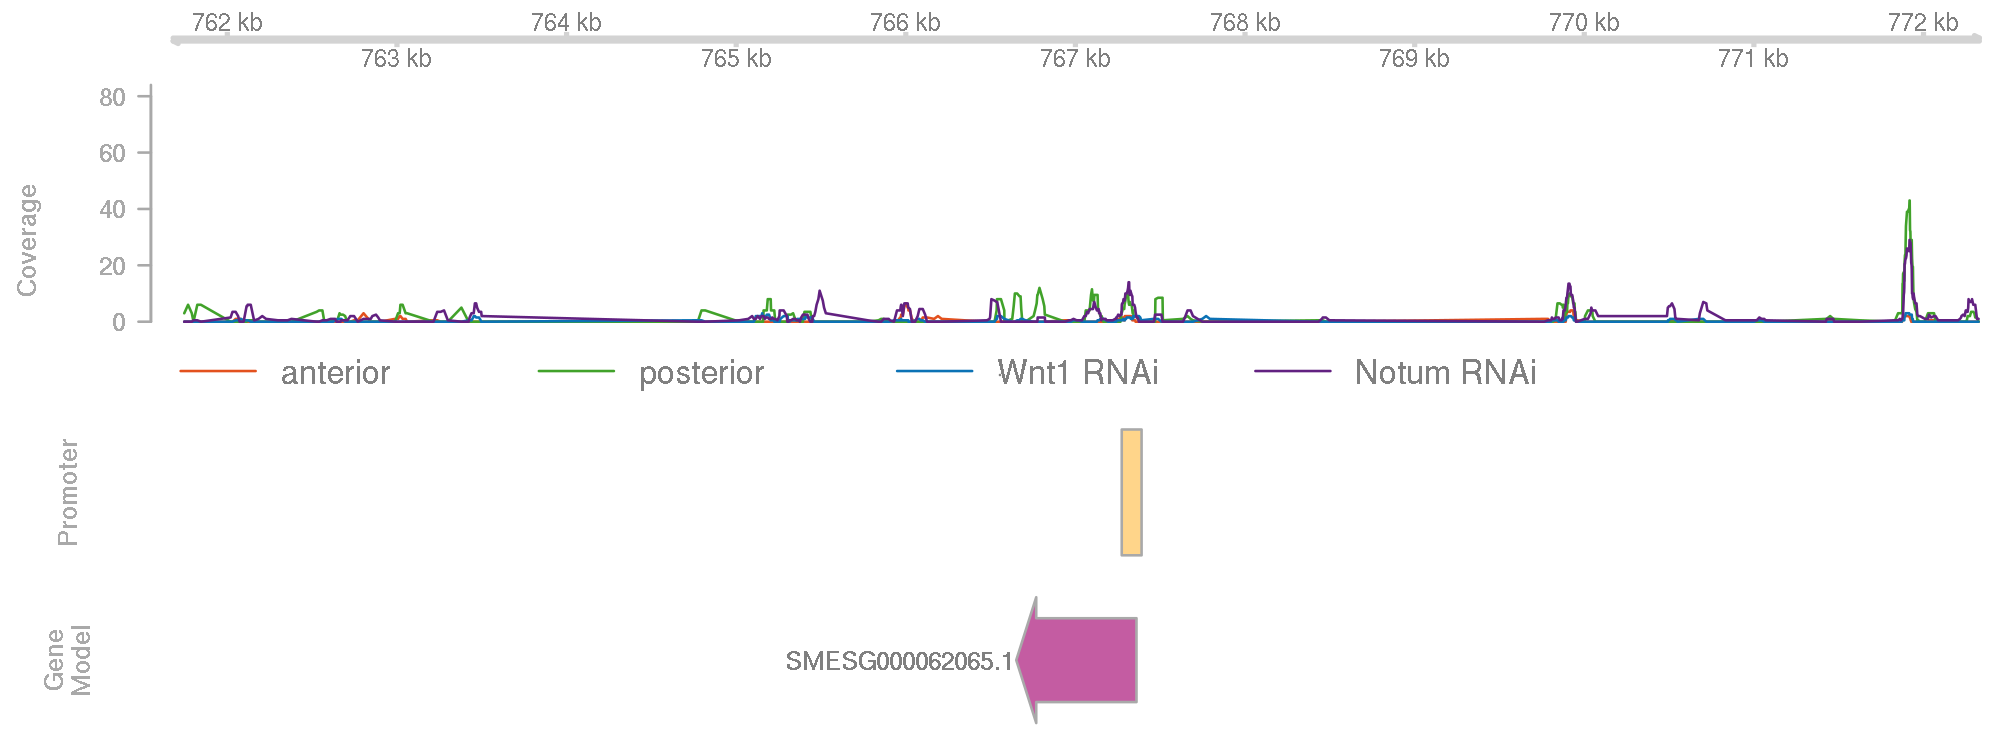 762 kb 764 kb 766 kb 768 kb 770 kb 772 kb
763 kb 765 kb 767 kb 769 kb 771 kb
Coverage
80
60
40
20
0
anterior posterior Wnt1 RNAi Notum RNAi
Promoter
Gene
Model
SMESG000062065.1